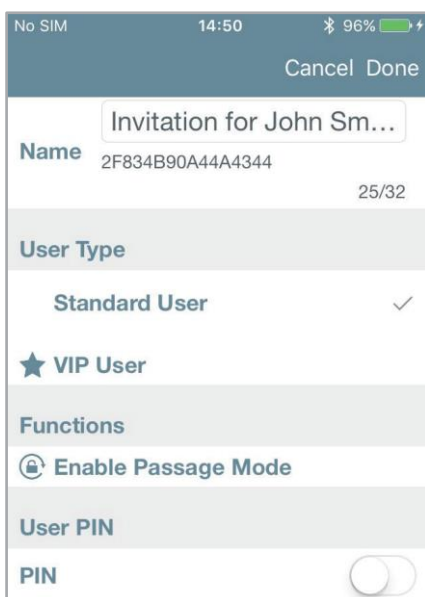 No SIM 14:50 96%
Cancel Done
Invitation for John Sm...
Name
2F834B90A44A4344
25/32
User Type
Standard User
VIP User
Functions
Enable Passage Mode
User PIN
PIN